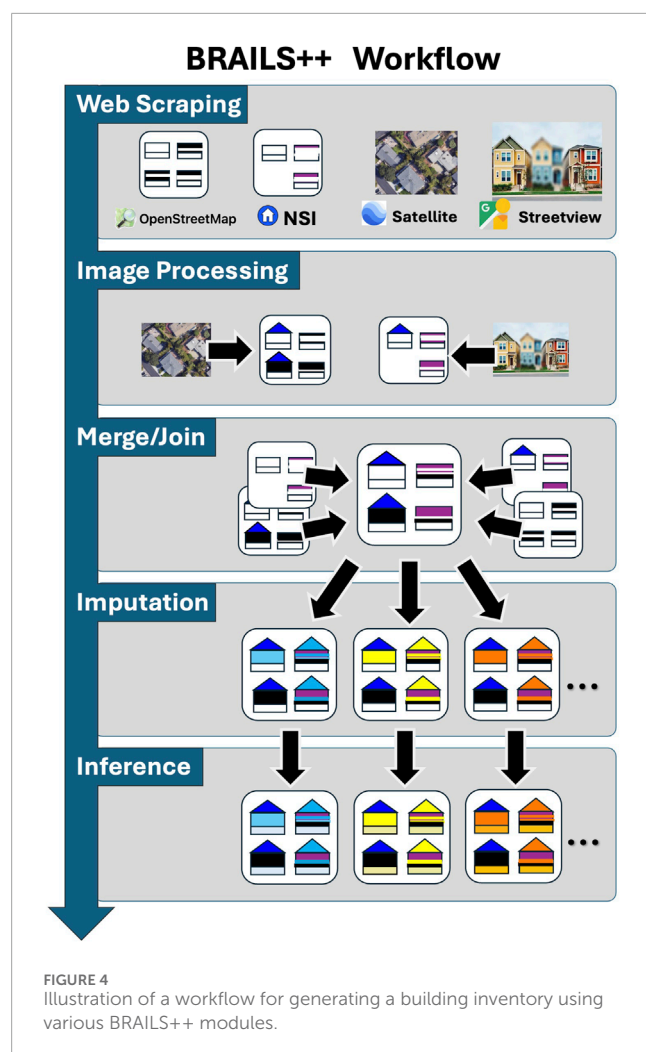 BRAILS++ Workflow
Web Scraping
OpenStreetMap
NSI
Satellite
G
Streetview
Image Processing
Merge/Join
Imputation
...
Inference
...
FIGURE 4
Illustration of a workflow for generating a building inventory using
various BRAILS++ modules.